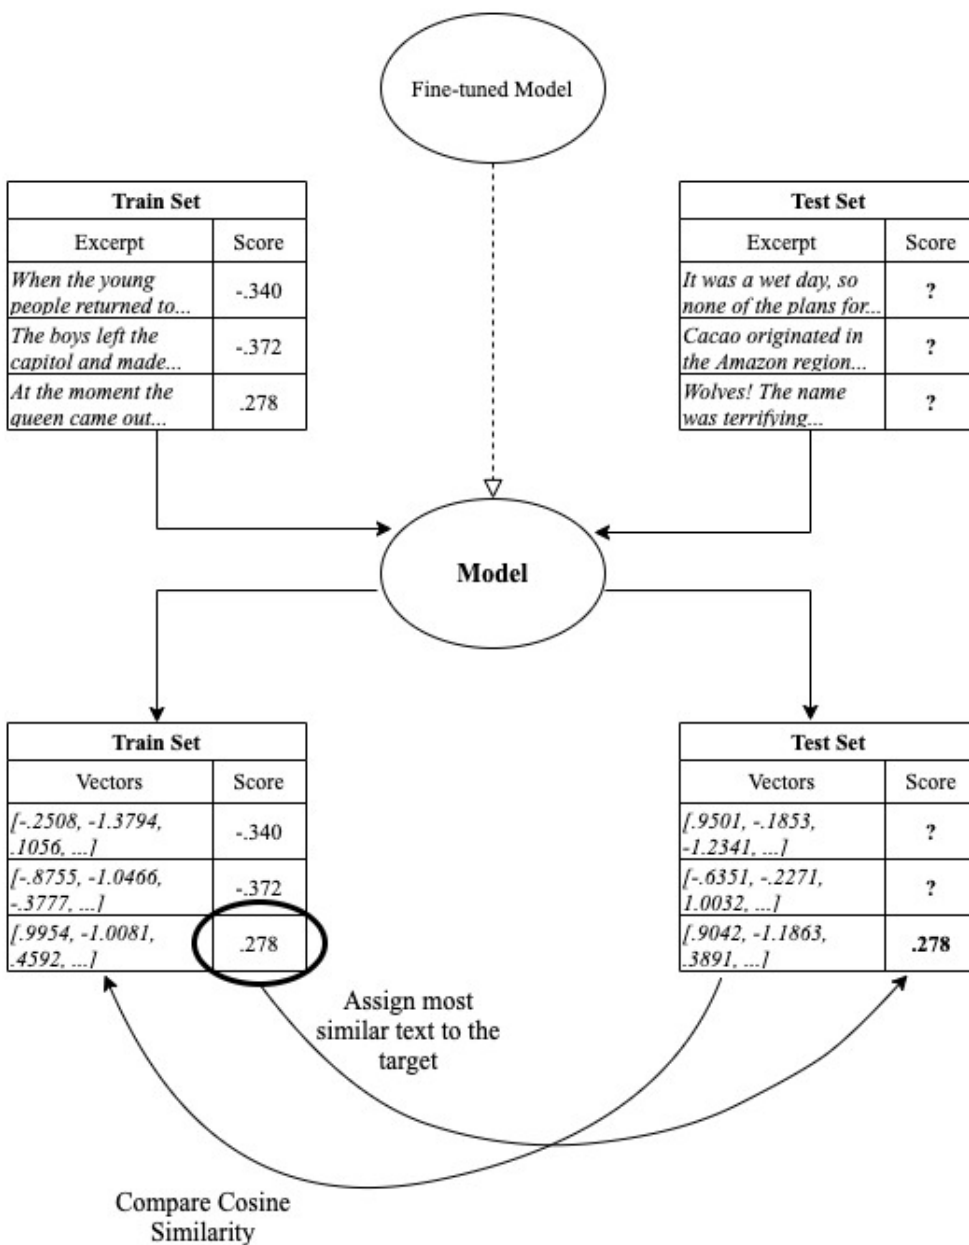 Fine-tuned Model
Train Set
Excerpt Score
When the young
people returned to...
-.340
The boys left the
capitol and made...
-.372
At the moment the
queen came out...
.278
Test Set
Excerpt Score
It was a wet day, so
none of the plans for...
?
Cacao originated in
the Amazon region...
?
Wolves! The name
was terrifying...
?
Model
Train Set
Vectors Score
[-.2508, -1.3794,
.1056, ...]
-.340
[-.8755, -1.0466,
-.3777, ...]
-.372
[.9954, -1.0081,
.4592, ...]
.278
Test Set
Vectors Score
[.9501, -.1853,
-1.2341, ...]
?
[-.6351, -.2271,
1.0032, ...]
?
[.9042, -1.1863,
.3891, ...]
.278
Assign most
similar text to the
target
Compare Cosine
Similarity